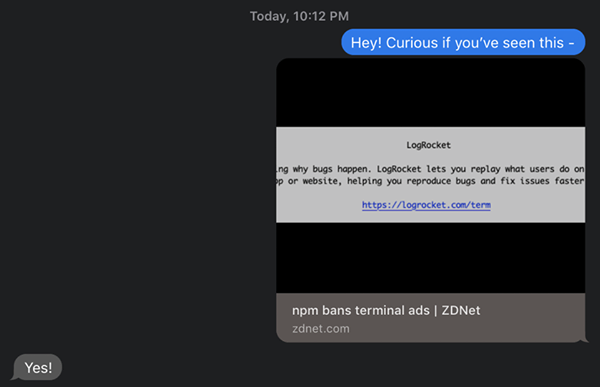 Today, 10:12 PM
Hey! Curious if you’ve seen this -
LogRocket
ng why bugs happen. LogRocket lets you replay what users do on
pp or website, helping you reproduce bugs and fix issues faster
https://logrocket.com/term
npm bans terminal ads | ZDNet
zdnet.com
Yes!